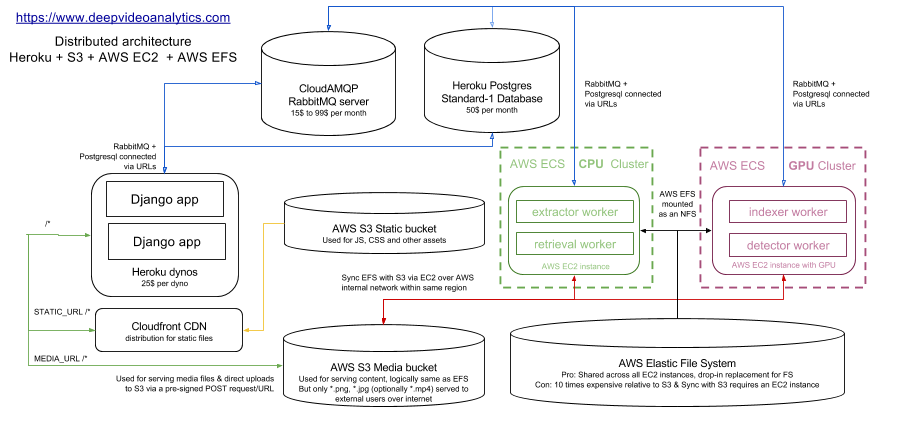 https://www.deepvideoanalytics.com
Distributed architecture
Heroku + S3 + AWS EC2 + AWS EFS
CloudAMQP
RabbitMQ server
15$ to 99$ per month
Heroku Postgres
Standard-1 Database
50$ per month
RabbitMQ +
Postgresql connected
via URLs
RabbitMQ +
Postgresql connected
via URLs
RabbitMQ +
Postgresql connected
via URLs
Django app
Django app
Heroku dynos
25$ per dyno
/*
AWS S3 Static bucket
Used for JS, CSS and other assets
AWS ECS CPU Cluster
extractor worker
retrieval worker
AWS EC2 instance
AWS EFS
mounted
as an NFS
AWS ECS GPU Cluster
indexer worker
detector worker
AWS EC2 instance with GPU
Sync EFS with S3 via EC2 over AWS
internal network within same region
STATIC_URL /*
Cloudfront CDN
distribution for static files
MEDIA_URL /*
Used for serving media files & direct uploads
to S3 via a pre-signed POST request/URL
AWS S3 Media bucket
Used for serving content, logically same as EFS
But only *.png, *.jpg (optionally *.mp4) served to
external users over internet
AWS Elastic File System
Pro: Shared across all EC2 instances, drop-in replacement for FS
Con: 10 times expensive relative to S3 & Sync with S3 requires an EC2 instance